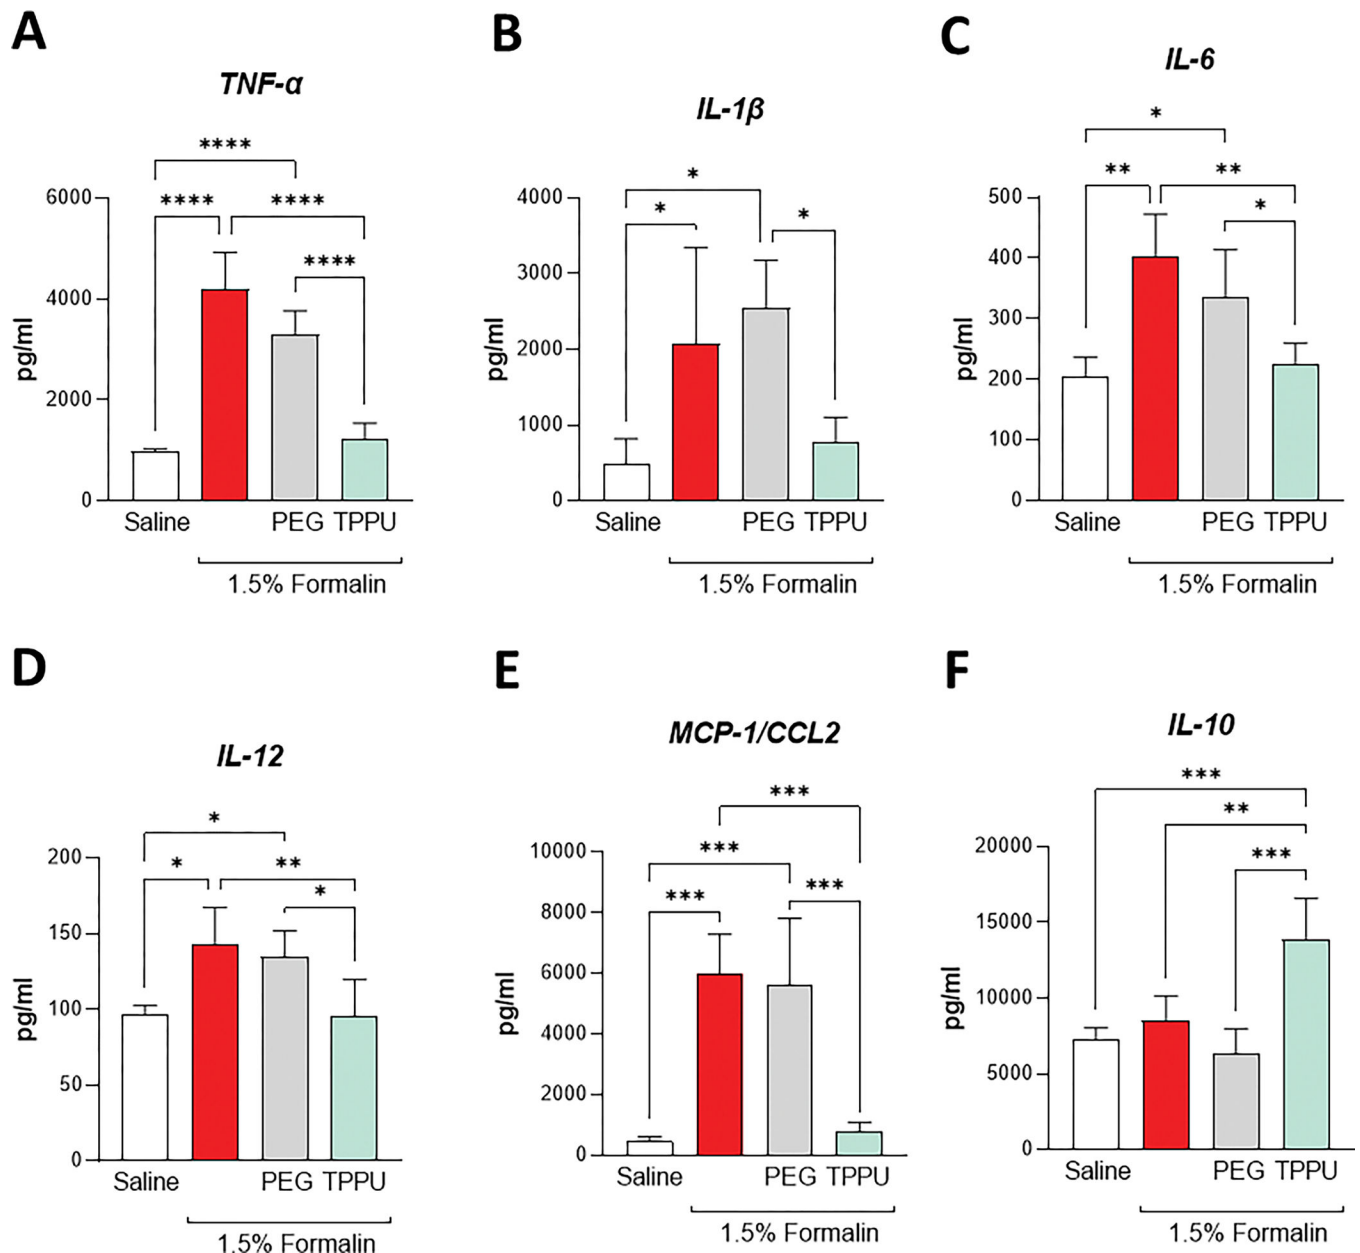 A
TNF-α
****
**** ****
****
6000
4000
2000
0
pg/ml
Saline PEG TPPU
1.5% Formalin
B
IL-1β
*
* *
4000
3000
2000
1000
0
pg/ml
Saline PEG TPPU
1.5% Formalin
C
IL-6
*
** **
*
500
400
300
200
100
0
pg/ml
Saline PEG TPPU
1.5% Formalin
D
IL-12
*
* **
*
200
150
100
50
0
pg/ml
Saline PEG TPPU
1.5% Formalin
E
MCP-1/CCL2
***
***
*** ***
10000
8000
6000
4000
2000
0
pg/ml
Saline PEG TPPU
1.5% Formalin
F
IL-10
***
**
***
20000
15000
10000
5000
0
pg/ml
Saline PEG TPPU
1.5% Formalin